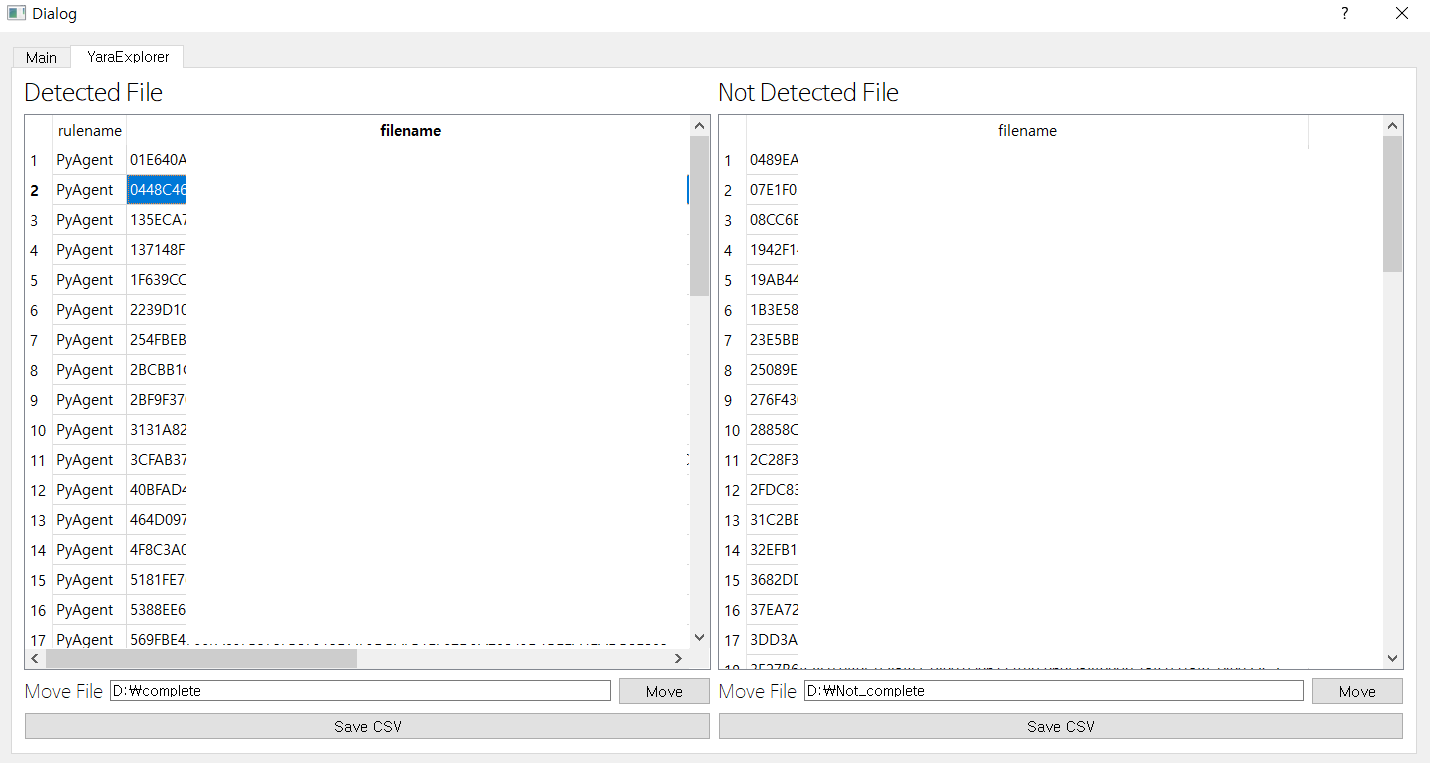 Dialog
?
Main YaraExplorer
Detected File
rulename filename
1 PyAgent 01E640A
2 PyAgent 0448C46
3 PyAgent 135ECA7
4 PyAgent 137148F
5 PyAgent 1F639CC
6 PyAgent 2239D10
7 PyAgent 254FBEB
8 PyAgent 2BCBB1
9 PyAgent 2BF9F37
10 PyAgent 3131A82
11 PyAgent 3CFAB37
12 PyAgent 40BFAD4
13 PyAgent 464D097
14 PyAgent 4F8C3A0
15 PyAgent 5181FE7
16 PyAgent 5388EE6
17 PyAgent 569FBE4
Move File D:₩complete Move
Save CSV
Not Detected File
filename
1 0489EA
2 07E1F0
3 08CC6E
4 1942F1
5 19AB44
6 1B3E58
7 23E5BB
8 25089E
9 276F43
10 28858C
11 2C28F3
12 2FDC83
13 31C2BE
14 32EFB1
15 3682DD
16 37EA72
17 3DD3A
Move File D:₩Not_complete Move
Save CSV